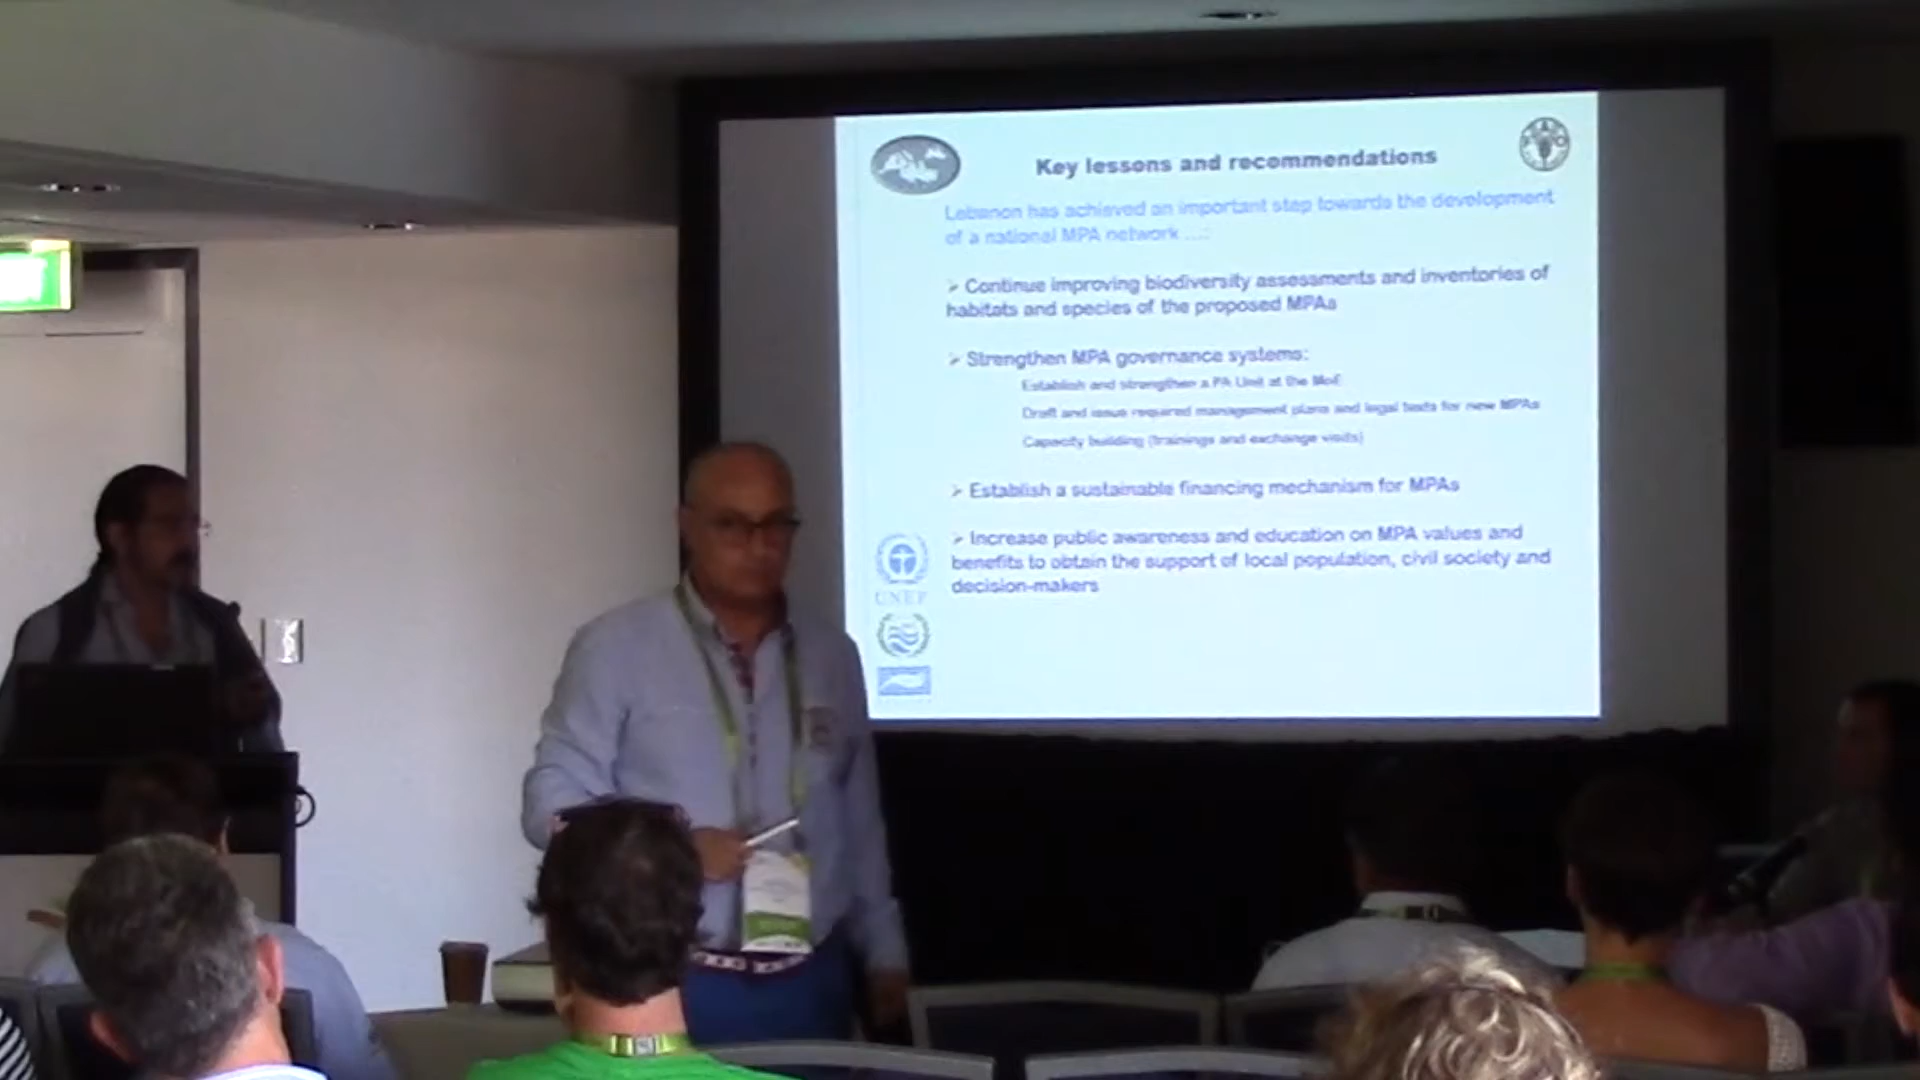 Key lessons and recommendations
Lebanon has achieved an important step towards the development
of a national MPA network ...:
➢ Continue improving biodiversity assessments and inventories of
habitats and species of the proposed MPAs
➢ Strengthen MPA governance systems:
Establish and strengthen a PA Unit at the MoE
Draft and issue required management plans and legal texts for new MPAs
Capacity building (trainings and exchange visits)
➢ Establish a sustainable financing mechanism for MPAs
➢ Increase public awareness and education on MPA values and
benefits to obtain the support of local population, civil society and
decision-makers
UNEP